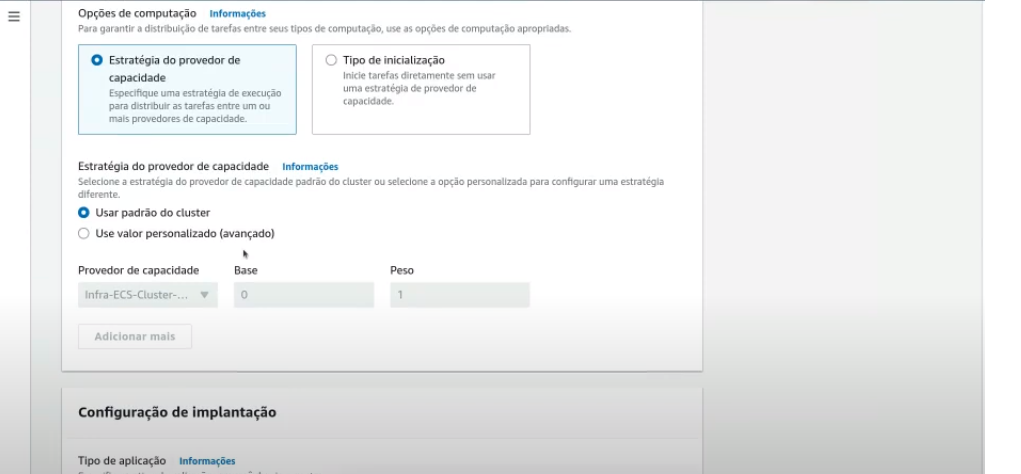 Opções de computação Informações
Para garantir a distribuição de tarefas entre seus tipos de computação, use as opções de computação apropriadas.
Estratégia do provedor de
capacidade
Especifique uma estratégia de execução
para distribuir as tarefas entre um ou
mais provedores de capacidade.
Tipo de inicialização
Inicie tarefas diretamente sem usar
uma estratégia de provedor de
capacidade.
Estratégia do provedor de capacidade Informações
Selecione a estratégia do provedor de capacidade padrão do cluster ou selecione a opção personalizada para configurar uma estratégia
diferente.
Usar padrão do cluster
Use valor personalizado (avançado)
Provedor de capacidade Base Peso
Infra-ECS-Cluster-... 0 1
Adicionar mais
Configuração de implantação
Tipo de aplicação Informações